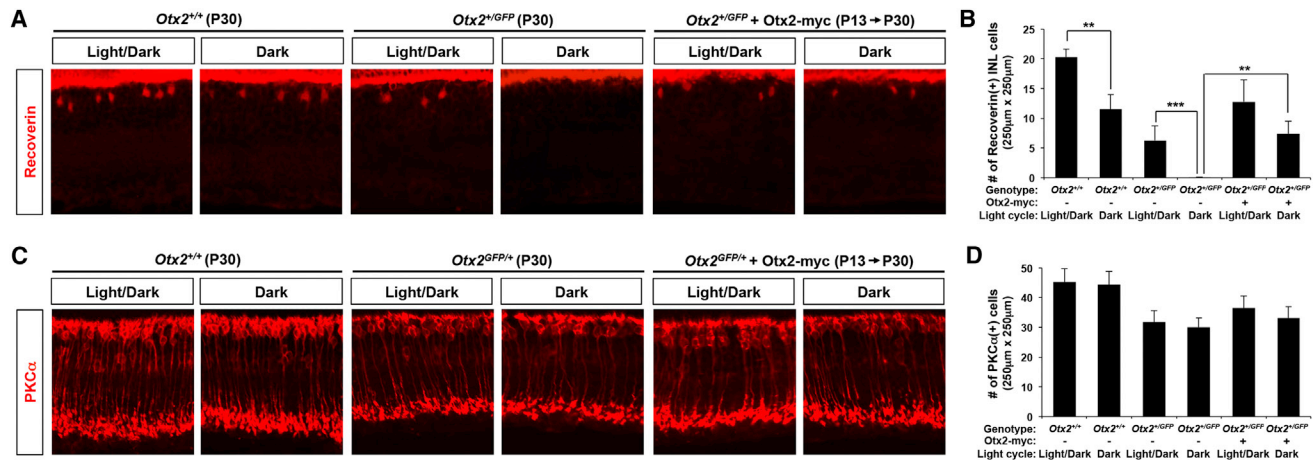 A
Otx2+/+ (P30)
Otx2+/GFP (P30)
Otx2+/GFP + Otx2-myc (P13 → P30)
Light/Dark
Dark
Light/Dark
Dark
Light/Dark
Dark
Recoverin
B
# of Recoverin(+) INL cells
(250µm x 250µm)
25
20
15
10
5
0
**
***
**
Genotype: Otx2+/+ Otx2+/+ Otx2+/GFP Otx2+/GFP Otx2+/GFP Otx2+/GFP
Otx2-myc: - - - - + +
Light cycle: Light/Dark Dark Light/Dark Dark Light/Dark Dark
C
Otx2+/+ (P30)
Otx2GFP/+ (P30)
Otx2GFP/+ + Otx2-myc (P13 → P30)
Light/Dark
Dark
Light/Dark
Dark
Light/Dark
Dark
PKCα
D
# of PKCα(+) cells
(250µm x 250µm)
50
40
30
20
10
0
Genotype: Otx2+/+ Otx2+/+ Otx2+/GFP Otx2+/GFP Otx2+/GFP Otx2+/GFP
Otx2-myc: - - - - + +
Light cycle: Light/Dark Dark Light/Dark Dark Light/Dark Dark